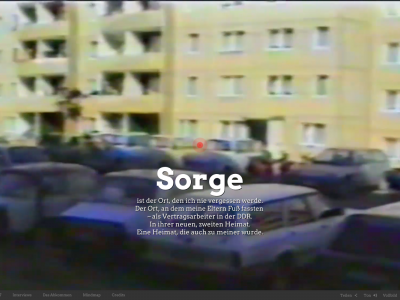 Sorge
ist der Ort, den ich nie vergessen werde.
Der Ort, an dem meine Eltern Fuß fassten
– als Vertragsarbeiter in der DDR.
In ihrer neuen, zweiten Heimat.
Eine Heimat, die auch zu meiner wurde